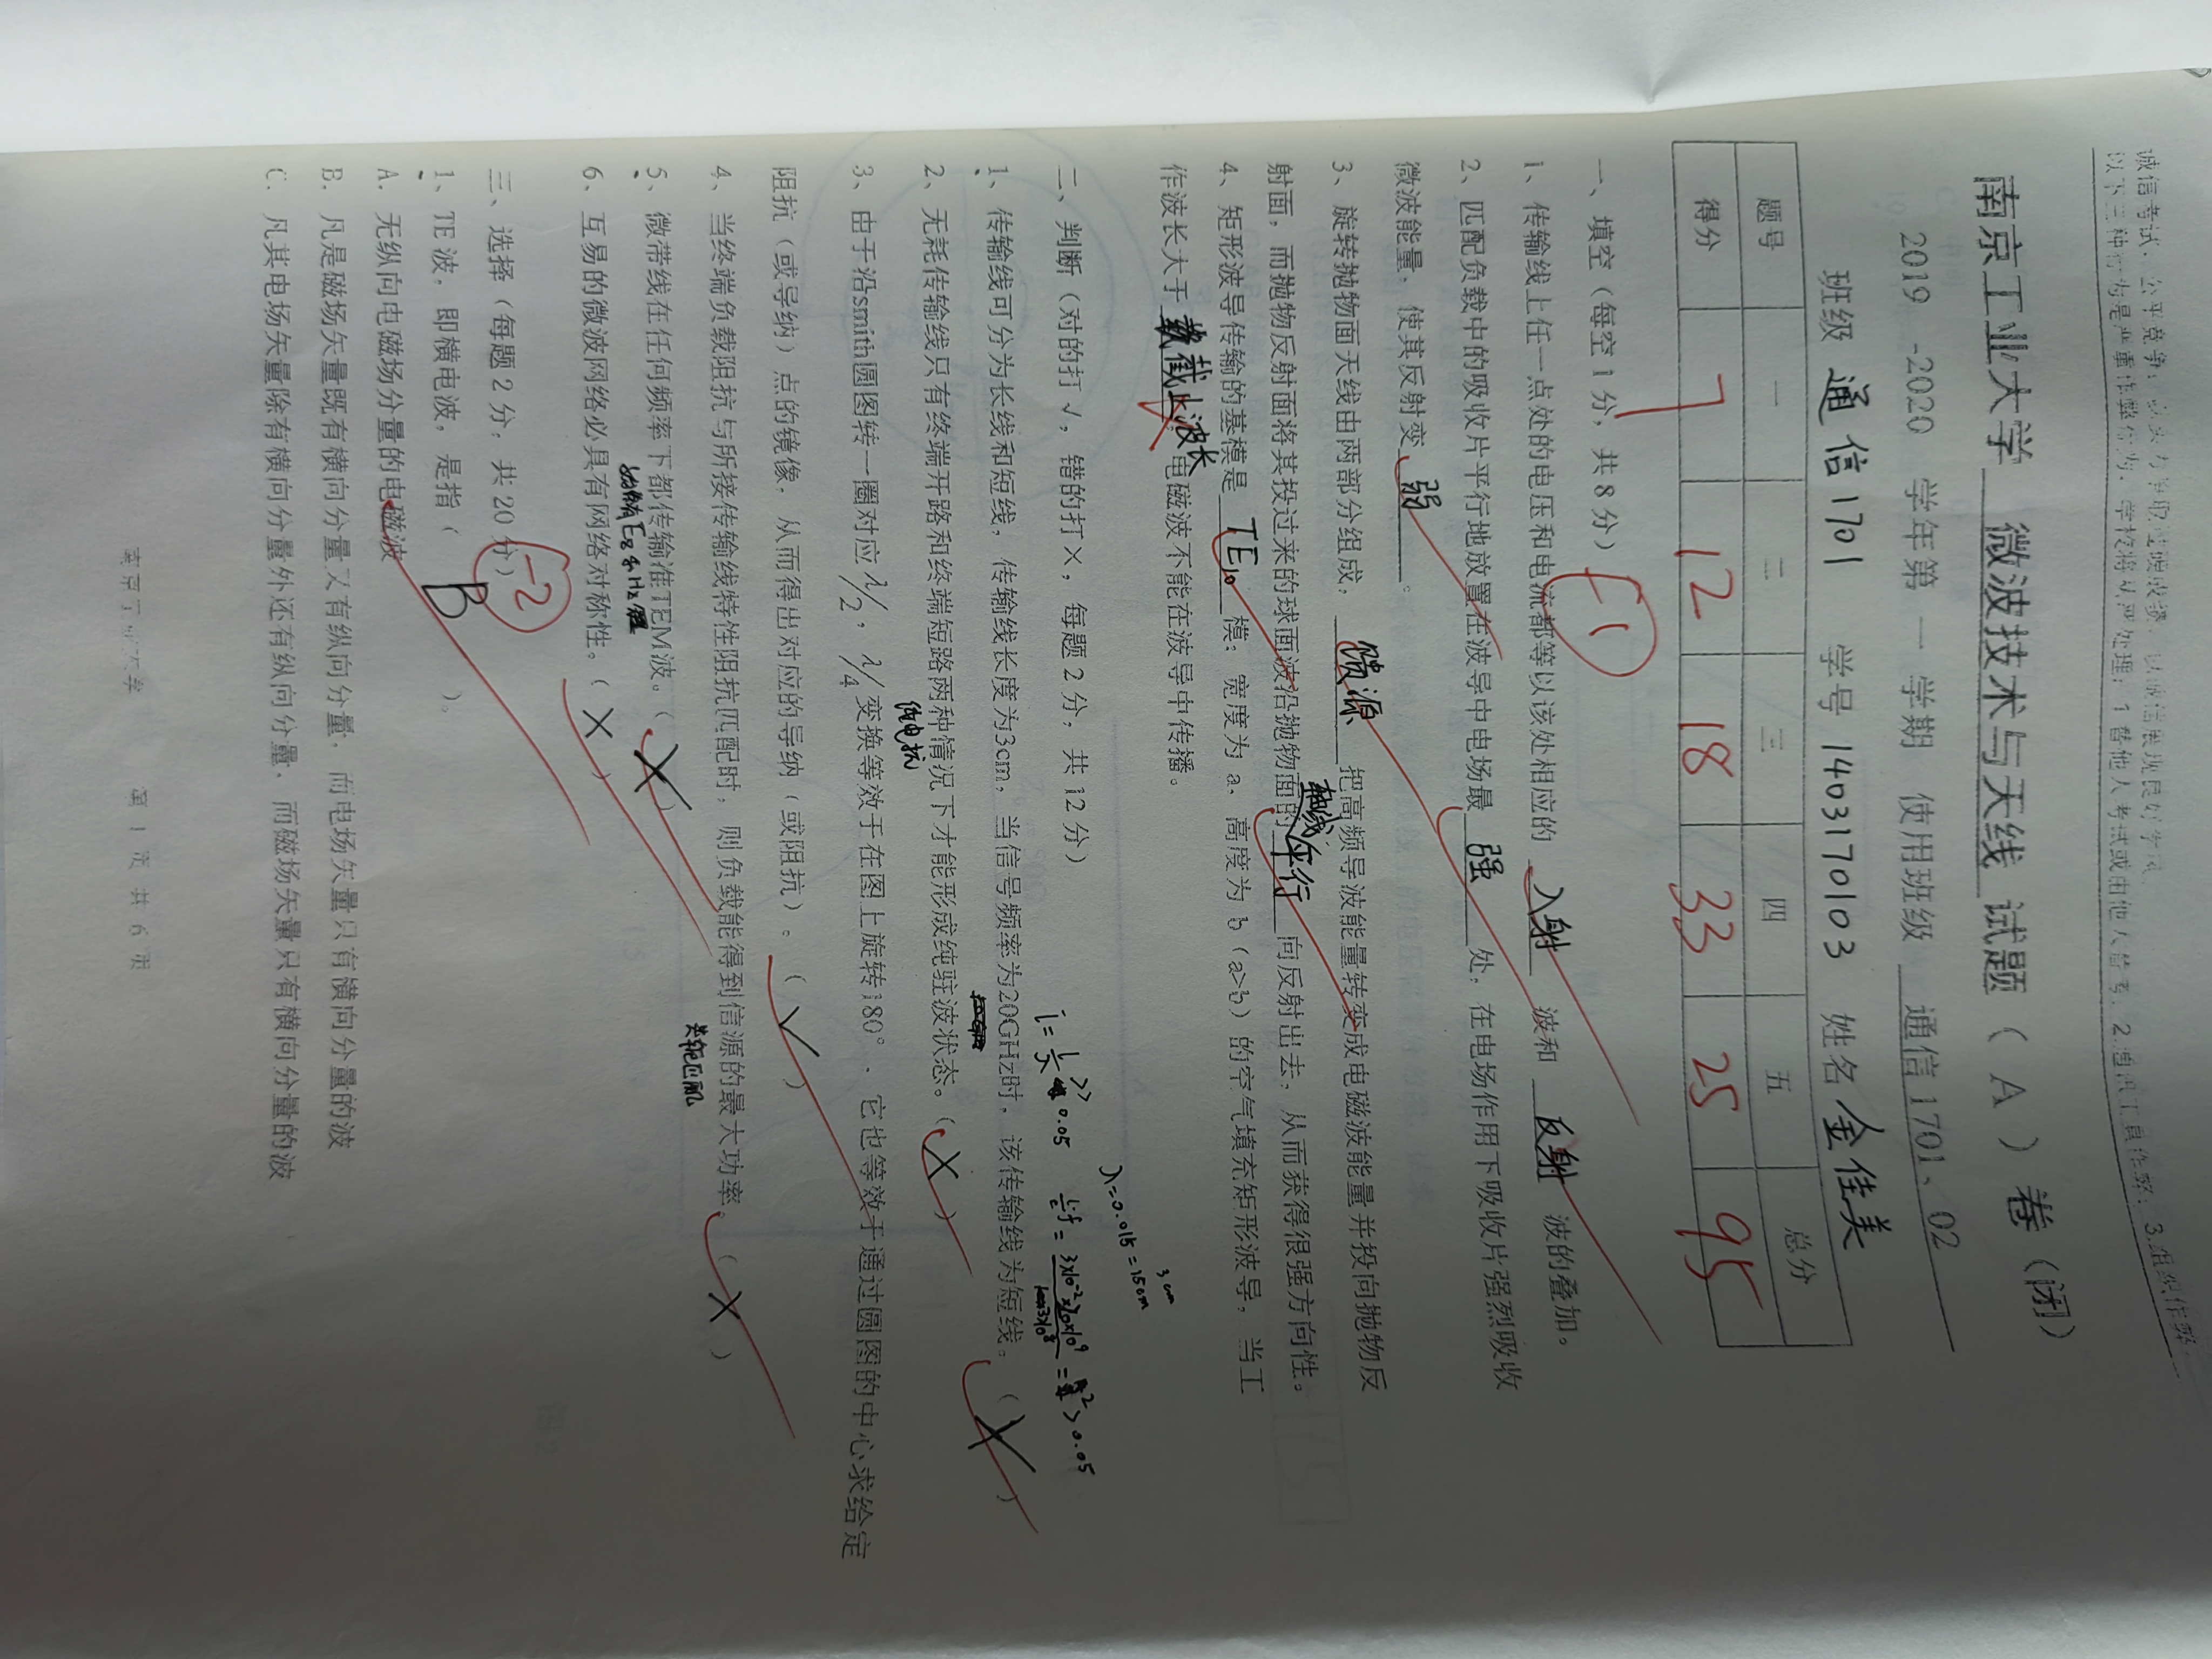 诚信考试，公平竞争；以实力争取过硬成绩，以诚信展现良好学风。
以下三种行为是严重作弊行为，学校将从严处理：1.替他人考试或由他人替考；2.通讯工具作弊；3.组织作弊。
南京工业大学 微波技术与天线 试题（ A ）卷（闭）
2019 -2020 学年第 一 学期 使用班级 通信1701、02
班级 通信1701 学号 1403170103 姓名 金佳美
题号 一 二 三 四 五 总分
得分 7 12 18 33 25 95
一、填空（每空1分，共8分） -1
1、传输线上任一点处的电压和电流都等以该处相应的 入射 波和 反射 波的叠加。
2、匹配负载中的吸收片平行地放置在波导中电场最 强 处，在电场作用下吸收片强烈吸收
微波能量，使其反射变 弱 。
3、旋转抛物面天线由两部分组成， 馈源 把高频导波能量转变成电磁波能量并投向抛物反
射面，而抛物反射面将其投过来的球面波沿抛物面的 轴线平行 向反射出去，从而获得很强方向性。
4、矩形波导传输的基模是 TE₁₀ 模；宽度为 a，高度为 b（a>b）的空气填充矩形波导，当工
作波长大于 截止波长 ，电磁波不能在波导中传播。
3cm
λ=0.015=15cm
二、判断（对的打√，错的打×，每题2分，共12分）
1、传输线可分为长线和短线，传输线长度为3cm，当信号频率为20GHz时，该传输线为短线。（ × ）
2、无耗传输线只有终端开路和终端短路两种情况下才能形成纯驻波状态。（ × ）
纯电抗
3、由于沿smith圆图转一圈对应λ/2，λ/4变换等效于在图上旋转180°，它也等效于通过圆图的中心求给定
阻抗（或导纳）点的镜像，从而得出对应的导纳（或阻抗）。（ √ ）
4、当终端负载阻抗与所接传输线特性阻抗匹配时，则负载能得到信源的最大功率。（ × ）
共轭匹配
5、微带线在任何频率下都传输准TEM波。（ × ）
6、互易的微波网络必具有网络对称性。（ × ）
-2
三、选择（每题2分，共20分）
1、TE波，即横电波，是指（ B ）。
A. 无纵向电磁场分量的电磁波
B. 凡是磁场矢量既有横向分量又有纵向分量，而电场矢量只有横向分量的波
C. 凡其电场矢量除有横向分量外还有纵向分量，而磁场矢量只有横向分量的波
南京工业大学 第 1 页 共 6 页